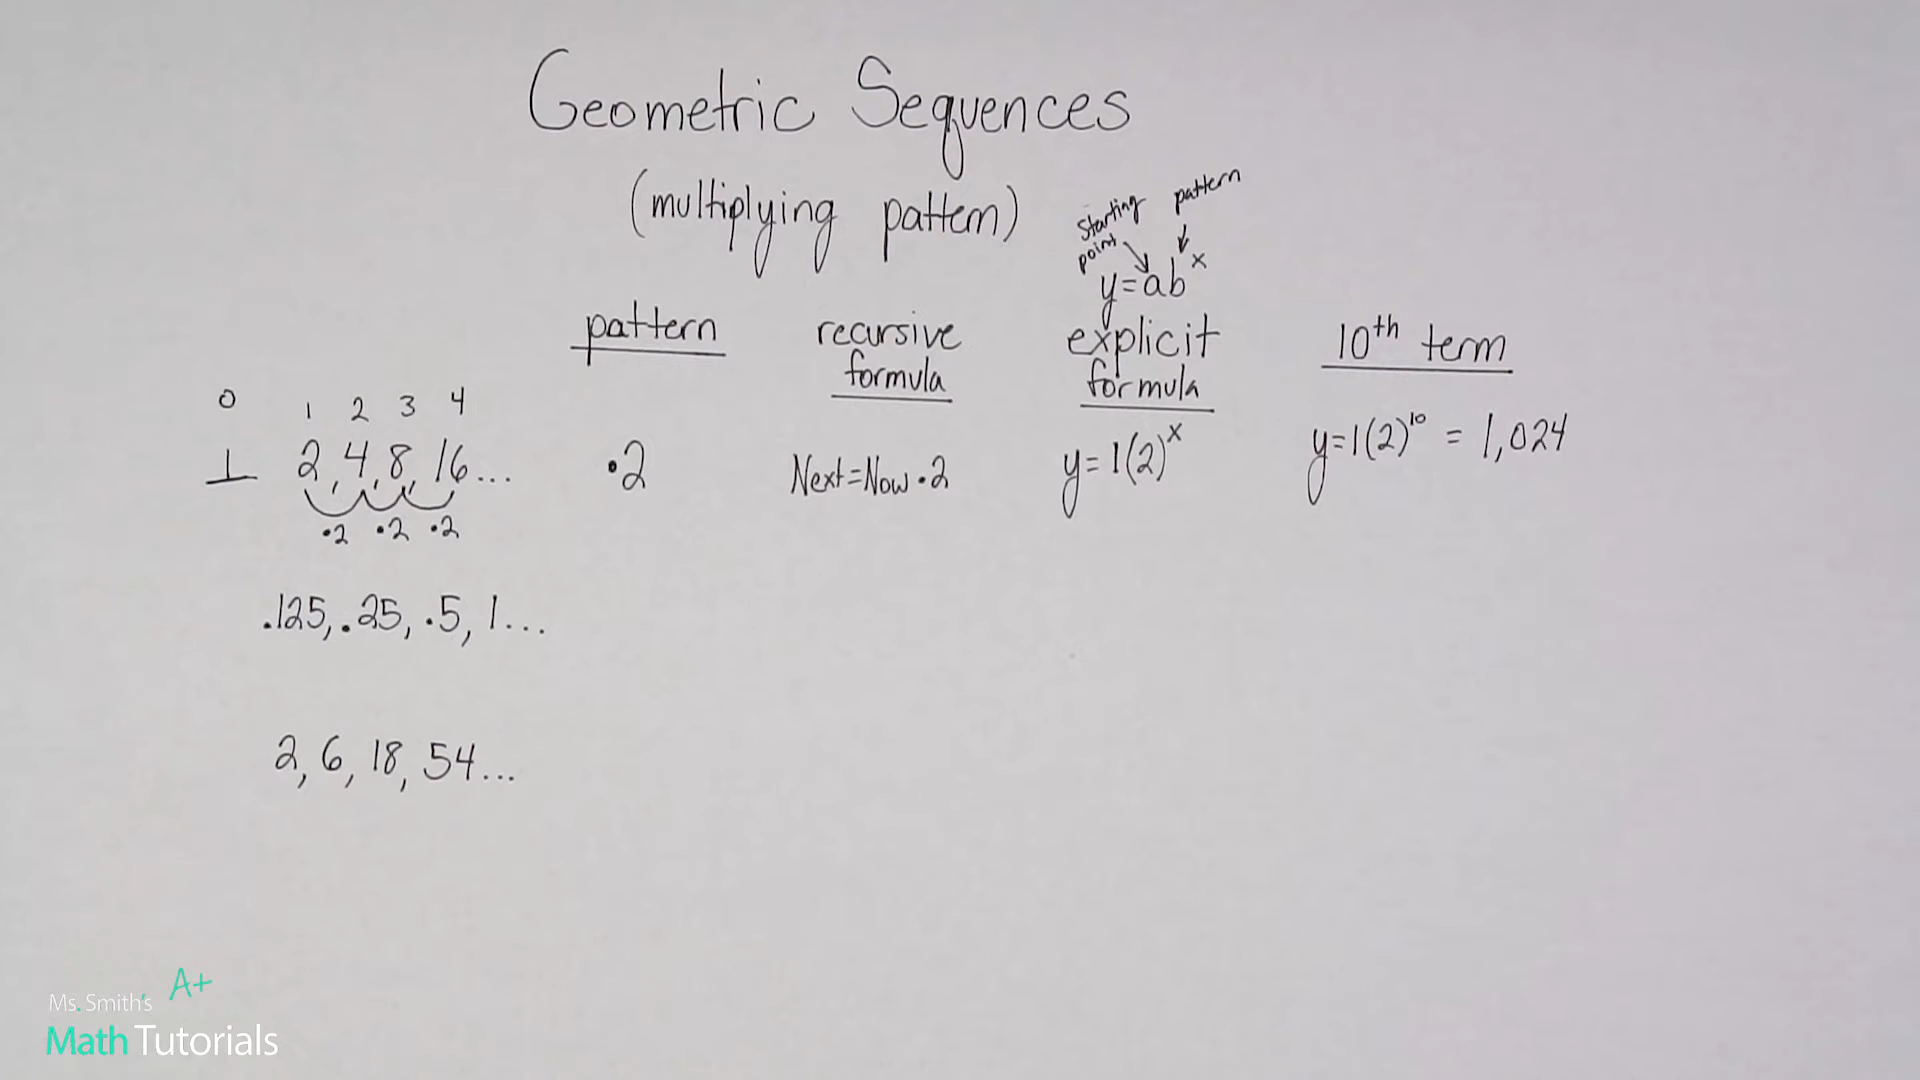 Geometric Sequences
(multiplying pattern)
starting point
pattern
y=ab^x
pattern
recursive formula
explicit formula
10th term
0 1 2 3 4
1 2, 4, 8, 16...
·2 ·2 ·2
·2
Next=Now·2
y=1(2)^x
y=1(2)^10 = 1,024
.125, .25, .5, 1...
2, 6, 18, 54...
Ms. Smith's A+
Math Tutorials